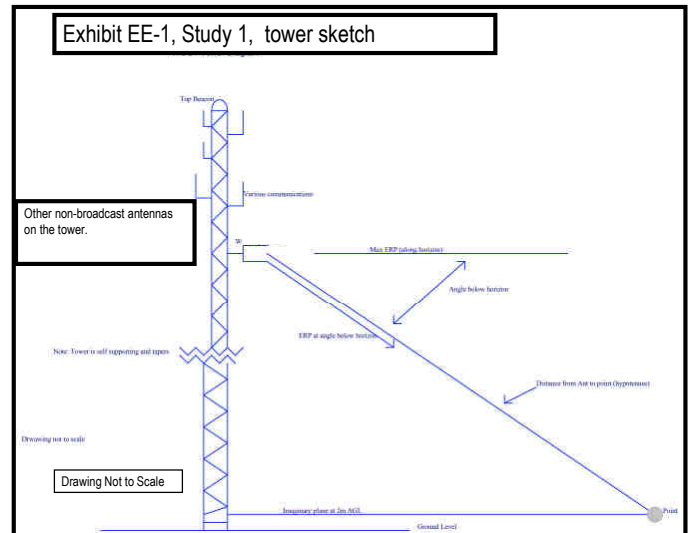 Exhibit EE-1, Study 1, tower sketch
Top Beacon
Various communications
Other non-broadcast antennas
on the tower.
W
Max ERP (along horizon)
Angle below horizon
ERP at angle below horizon
Note: Tower is self supporting and tapers
Distance from Ant to point (hypotenuse)
Drwawing not to scale
Drawing Not to Scale
Imaginary plane at 2m AGL
Point
Ground Level